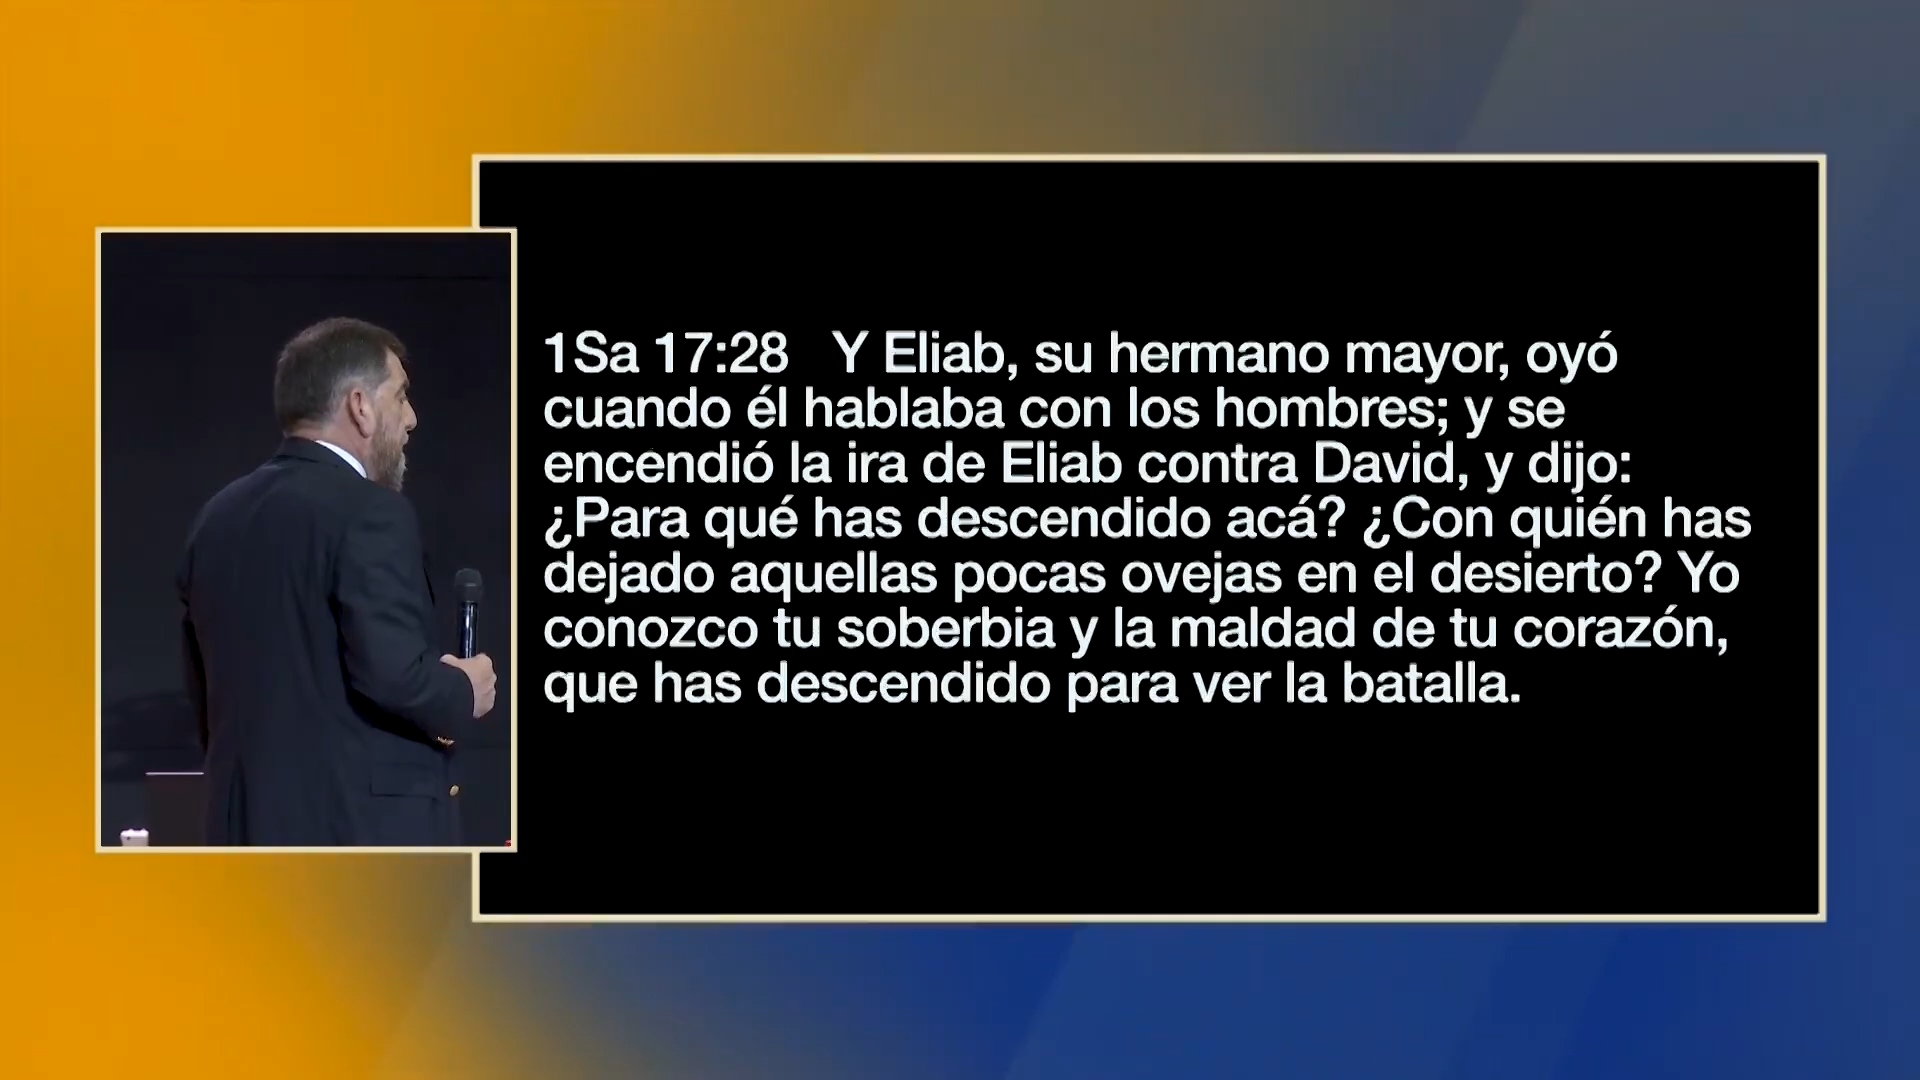 1Sa 17:28   Y Eliab, su hermano mayor, oyó
cuando él hablaba con los hombres; y se
encendió la ira de Eliab contra David, y dijo:
¿Para qué has descendido acá? ¿Con quién has
dejado aquellas pocas ovejas en el desierto? Yo
conozco tu soberbia y la maldad de tu corazón,
que has descendido para ver la batalla.